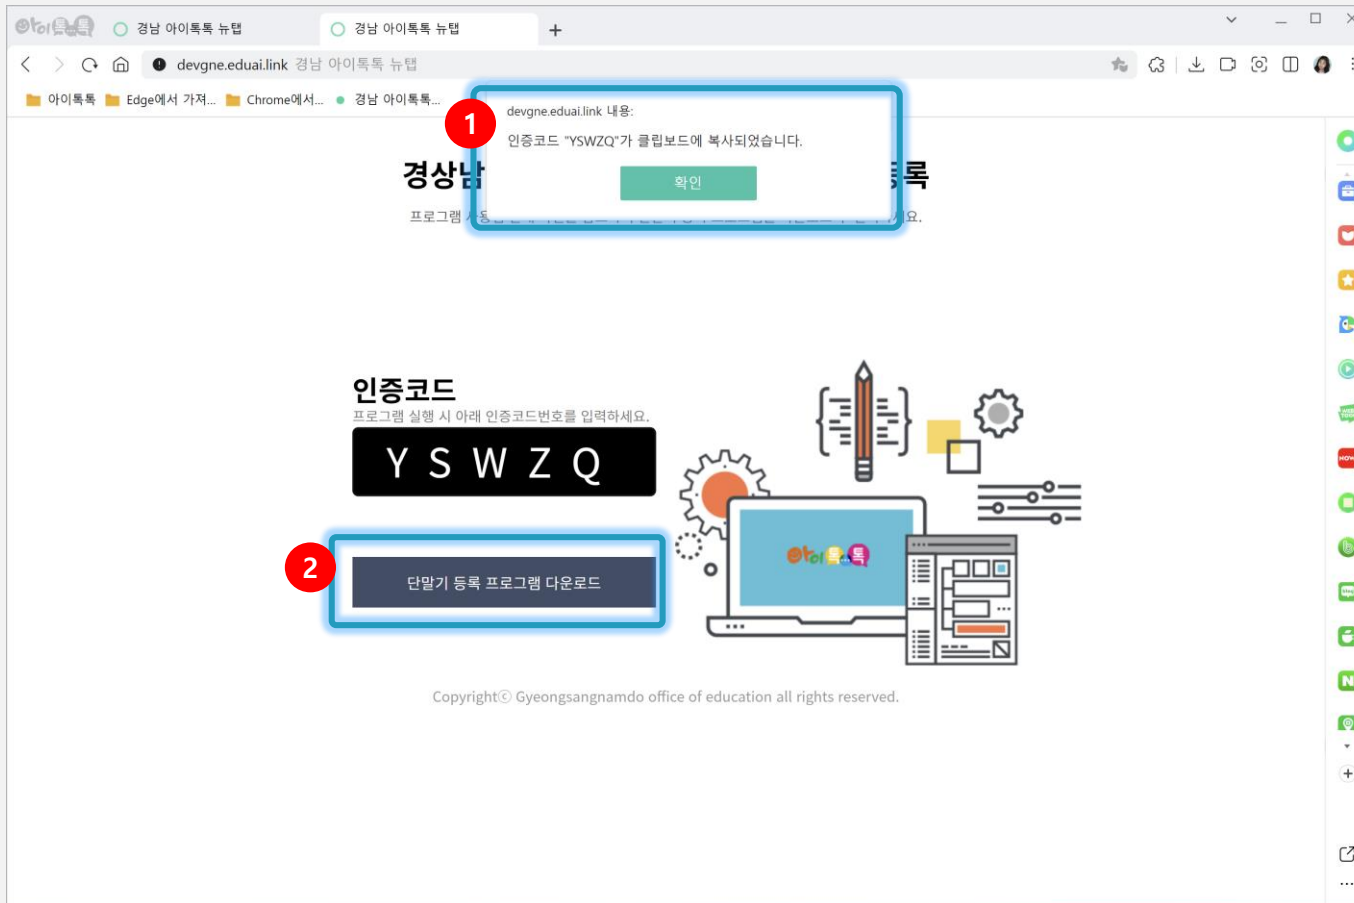 아이톡톡 경남 아이톡톡 뉴탭 경남 아이톡톡 뉴탭
devgne.eduai.link 경남 아이톡톡 뉴탭
아이톡톡 Edge에서 가져... Chrome에서... 경남 아이톡톡...
1
devgne.eduai.link 내용:
인증코드 "YSWZQ"가 클립보드에 복사되었습니다.
확인
경상남 록
프로그램
인증코드
프로그램 실행 시 아래 인증코드번호를 입력하세요.
Y S W Z Q
아이톡톡
2
단말기 등록 프로그램 다운로드
Copyrightⓒ Gyeongsangnamdo office of education all rights reserved.